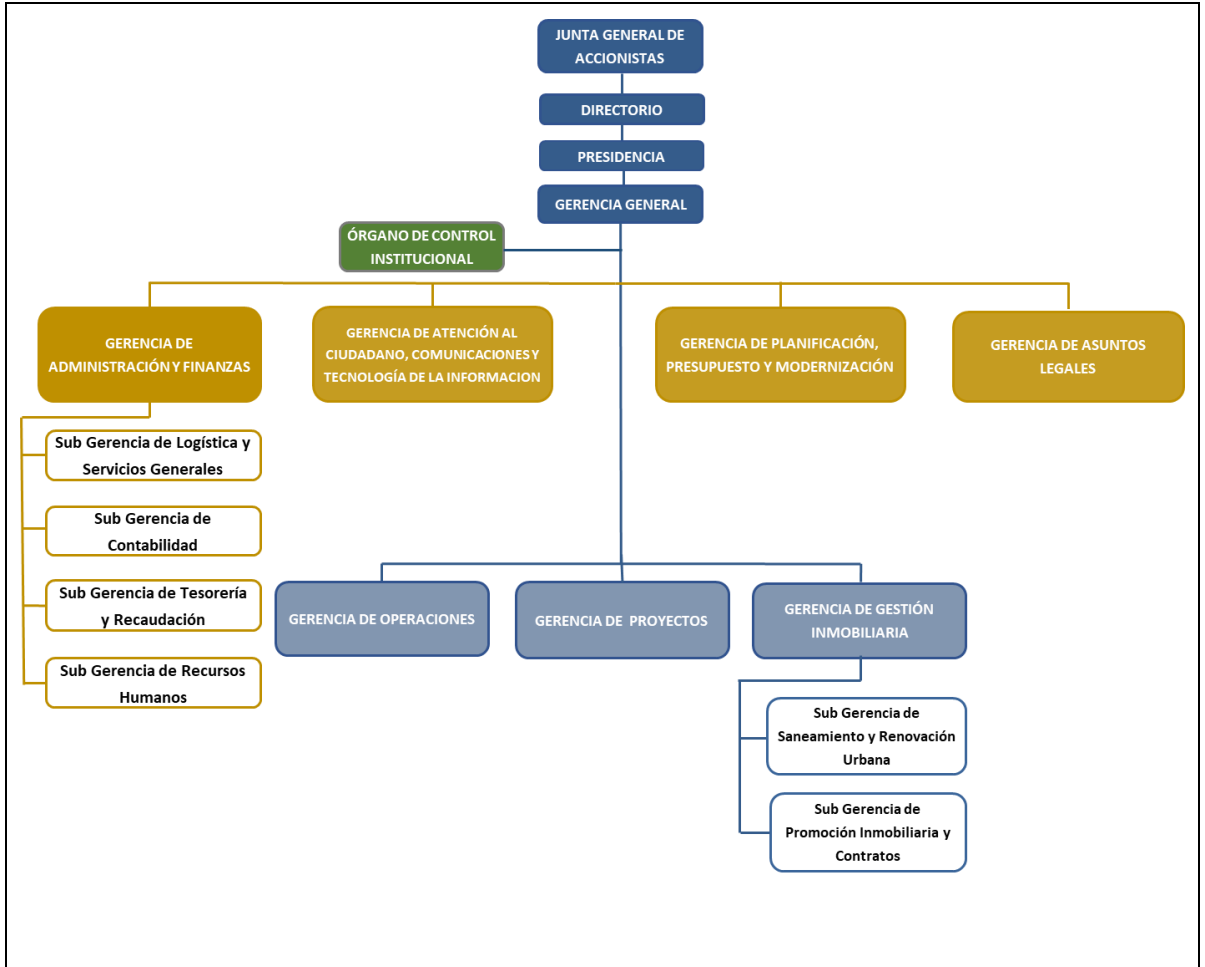 JUNTA GENERAL DE
ACCIONISTAS
DIRECTORIO
PRESIDENCIA
GERENCIA GENERAL
ÓRGANO DE CONTROL
INSTITUCIONAL
GERENCIA DE
ADMINISTRACIÓN Y FINANZAS
GERENCIA DE ATENCIÓN AL
CIUDADANO, COMUNICACIONES Y
TECNOLOGÍA DE LA INFORMACION
GERENCIA DE PLANIFICACIÓN,
PRESUPUESTO Y MODERNIZACIÓN
GERENCIA DE ASUNTOS
LEGALES
Sub Gerencia de Logística y
Servicios Generales
Sub Gerencia de
Contabilidad
Sub Gerencia de Tesorería
y Recaudación
Sub Gerencia de Recursos
Humanos
GERENCIA DE OPERACIONES
GERENCIA DE PROYECTOS
GERENCIA DE GESTIÓN
INMOBILIARIA
Sub Gerencia de
Saneamiento y Renovación
Urbana
Sub Gerencia de
Promoción Inmobiliaria y
Contratos